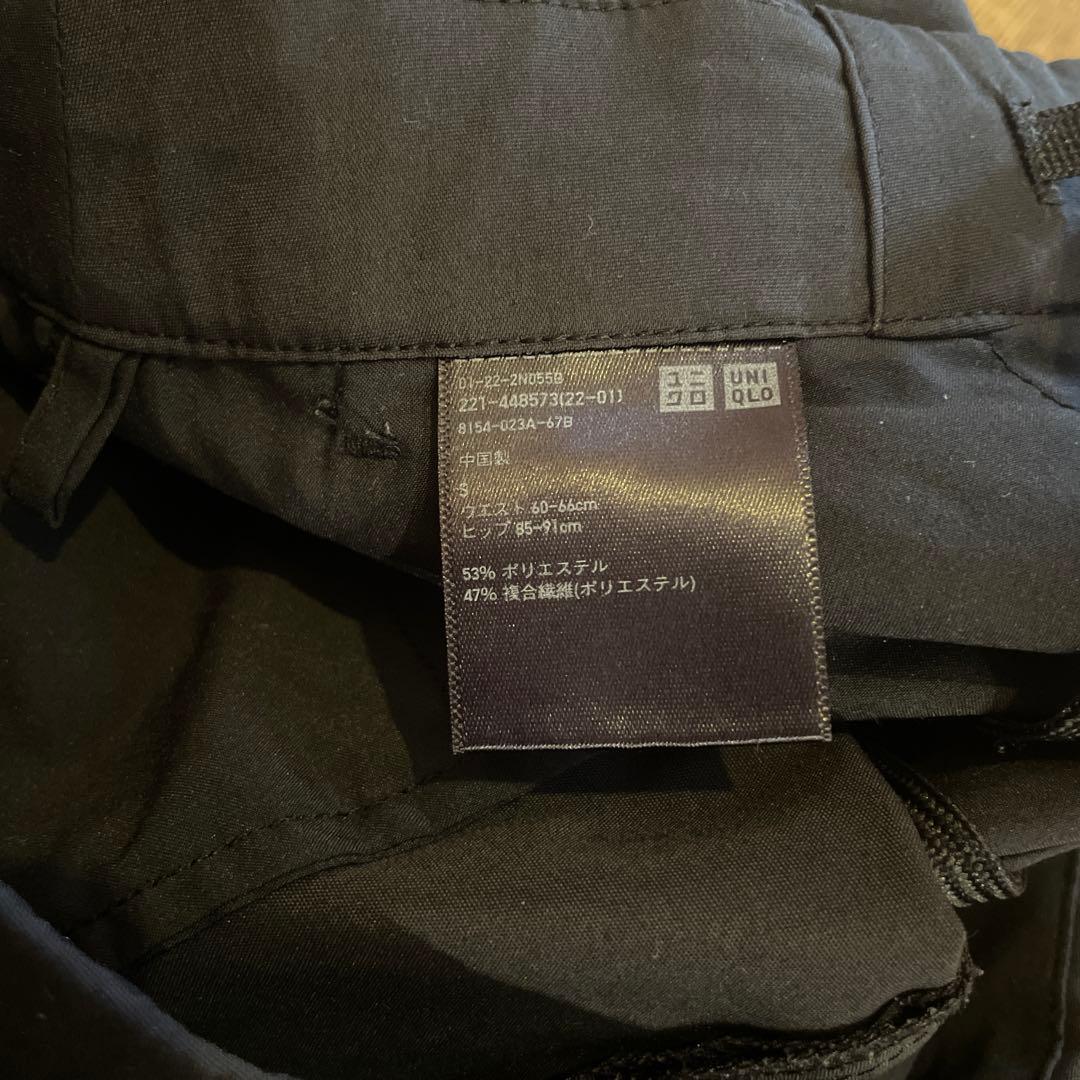 01-22-2N055B
221-448573(22-01)
8154-023A-67B
ユニ
クロ
UNI
QLO
中国製
S
ウエスト 60-66cm
ヒップ 85-91cm
53% ポリエステル
47% 複合繊維(ポリエステル)